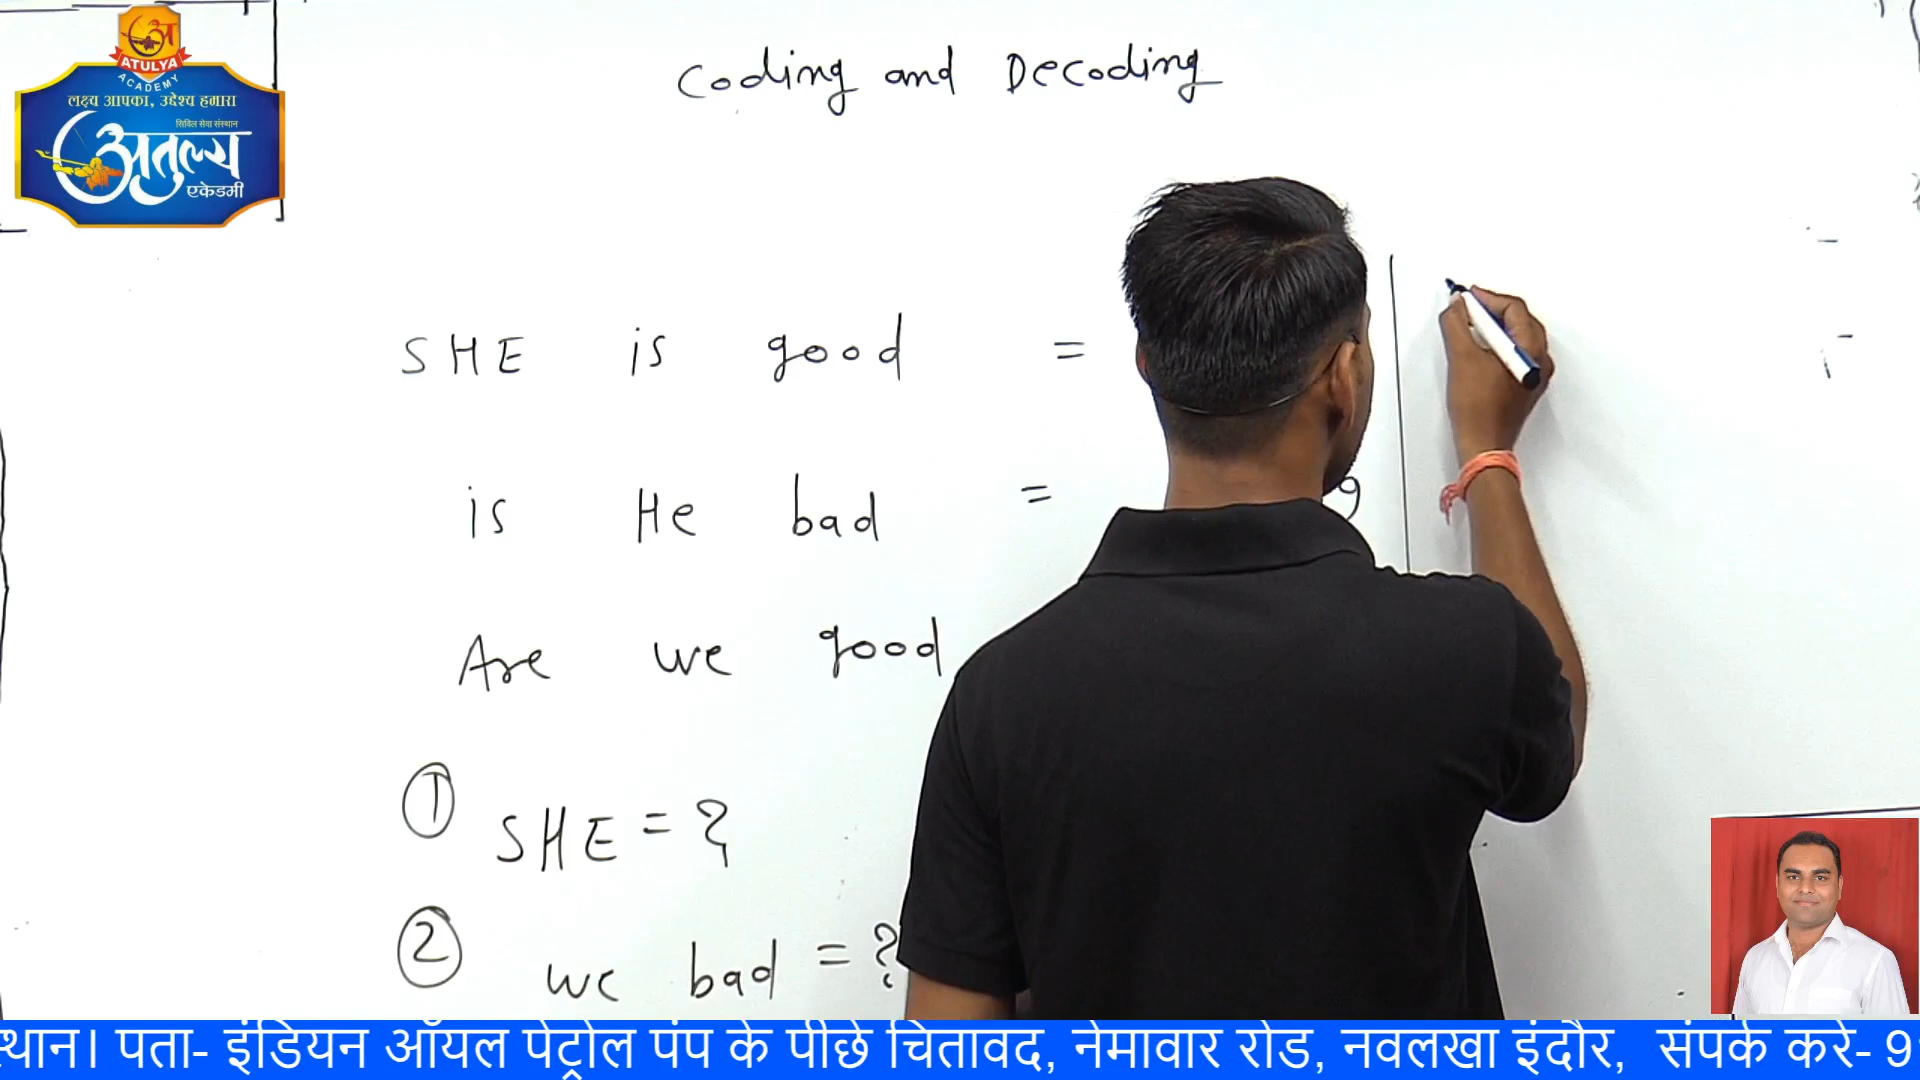 ATULYA
ACADEMY
लक्ष्य आपका, उद्देश्य हमारा
सिविल सेवा संस्थान
अतुल्य
एकेडमी
Coding and Decoding
SHE is good =
is He bad = 9
Are we good
① SHE = ?
② we bad = ?
स्थान। पता- इंडियन ऑयल पेट्रोल पंप के पीछे चितावद, नेमावार रोड, नवलखा इंदौर, संपर्क करे- 9